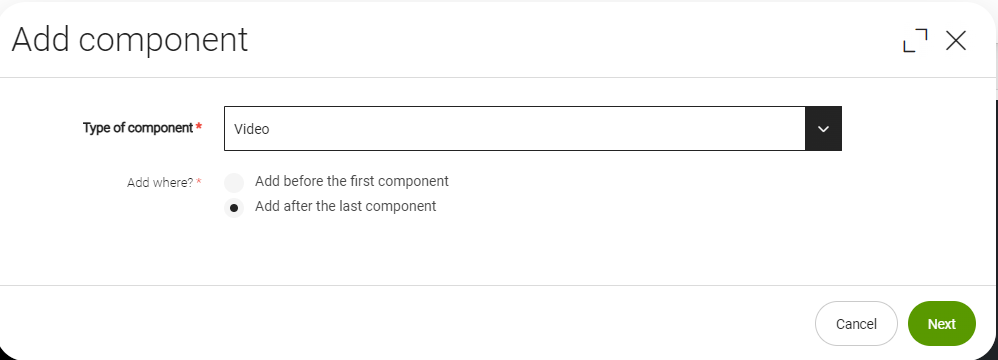 Add component
Type of component *
Video
Add where? *
Add before the first component
Add after the last component
Cancel
Next